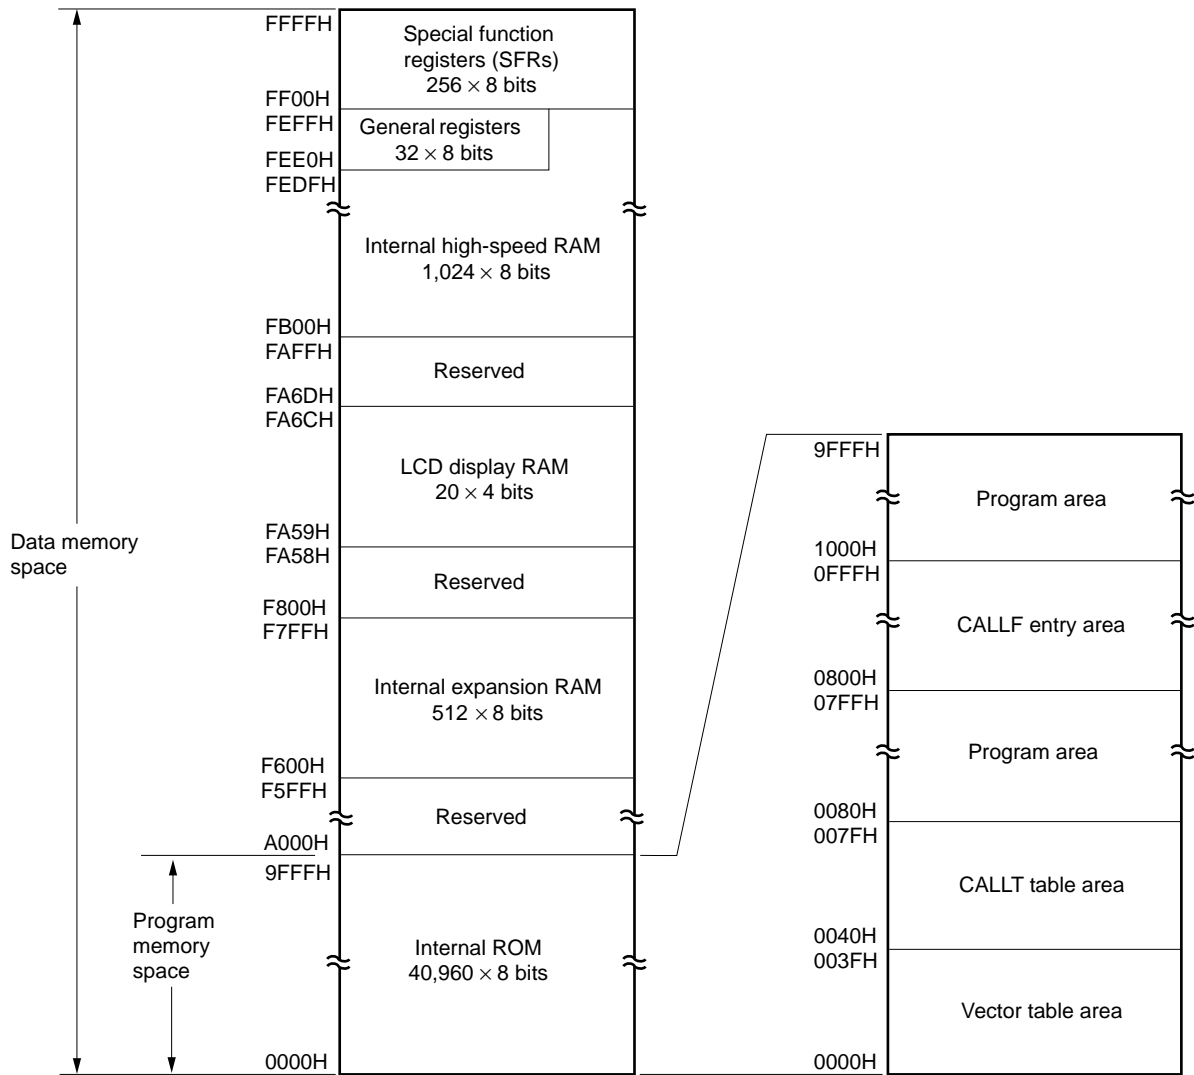 FFFFH
Special function
registers (SFRs)
256 × 8 bits
FF00H
FEFFH
General registers
32 × 8 bits
FEE0H
FEDFH
Internal high-speed RAM
1,024 × 8 bits
FB00H
FAFFH
Reserved
FA6DH
FA6CH
LCD display RAM
20 × 4 bits
FA59H
FA58H
Reserved
F800H
F7FFH
Internal expansion RAM
512 × 8 bits
F600H
F5FFH
Reserved
A000H
9FFFH
Internal ROM
40,960 × 8 bits
0000H
Data memory
space
Program
memory
space
9FFFH
Program area
1000H
0FFFH
CALLF entry area
0800H
07FFH
Program area
0080H
007FH
CALLT table area
0040H
003FH
Vector table area
0000H